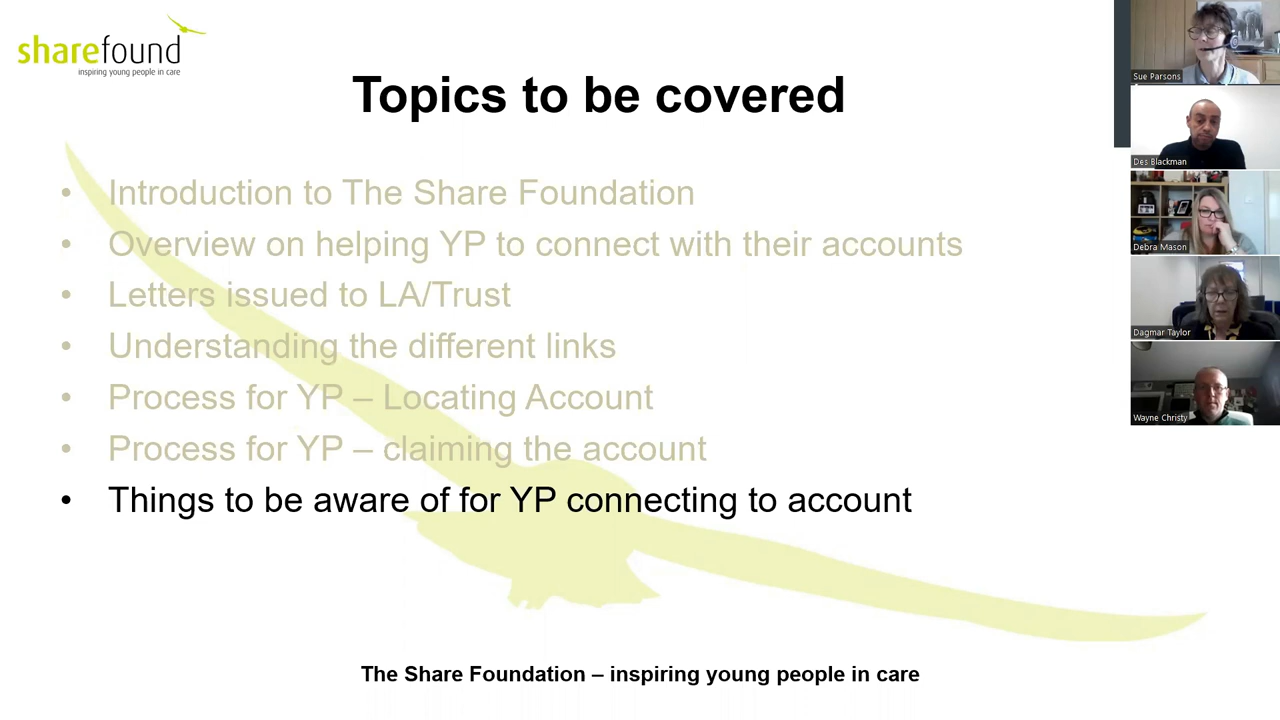 sharefound
inspiring young people in care
Topics to be covered
• Introduction to The Share Foundation
• Overview on helping YP to connect with their accounts
• Letters issued to LA/Trust
• Understanding the different links
• Process for YP – Locating Account
• Process for YP – claiming the account
• Things to be aware of for YP connecting to account
The Share Foundation – inspiring young people in care
Sue Parsons
Des Blackman
Debra Mason
Dagmar Taylor
Wayne Christy